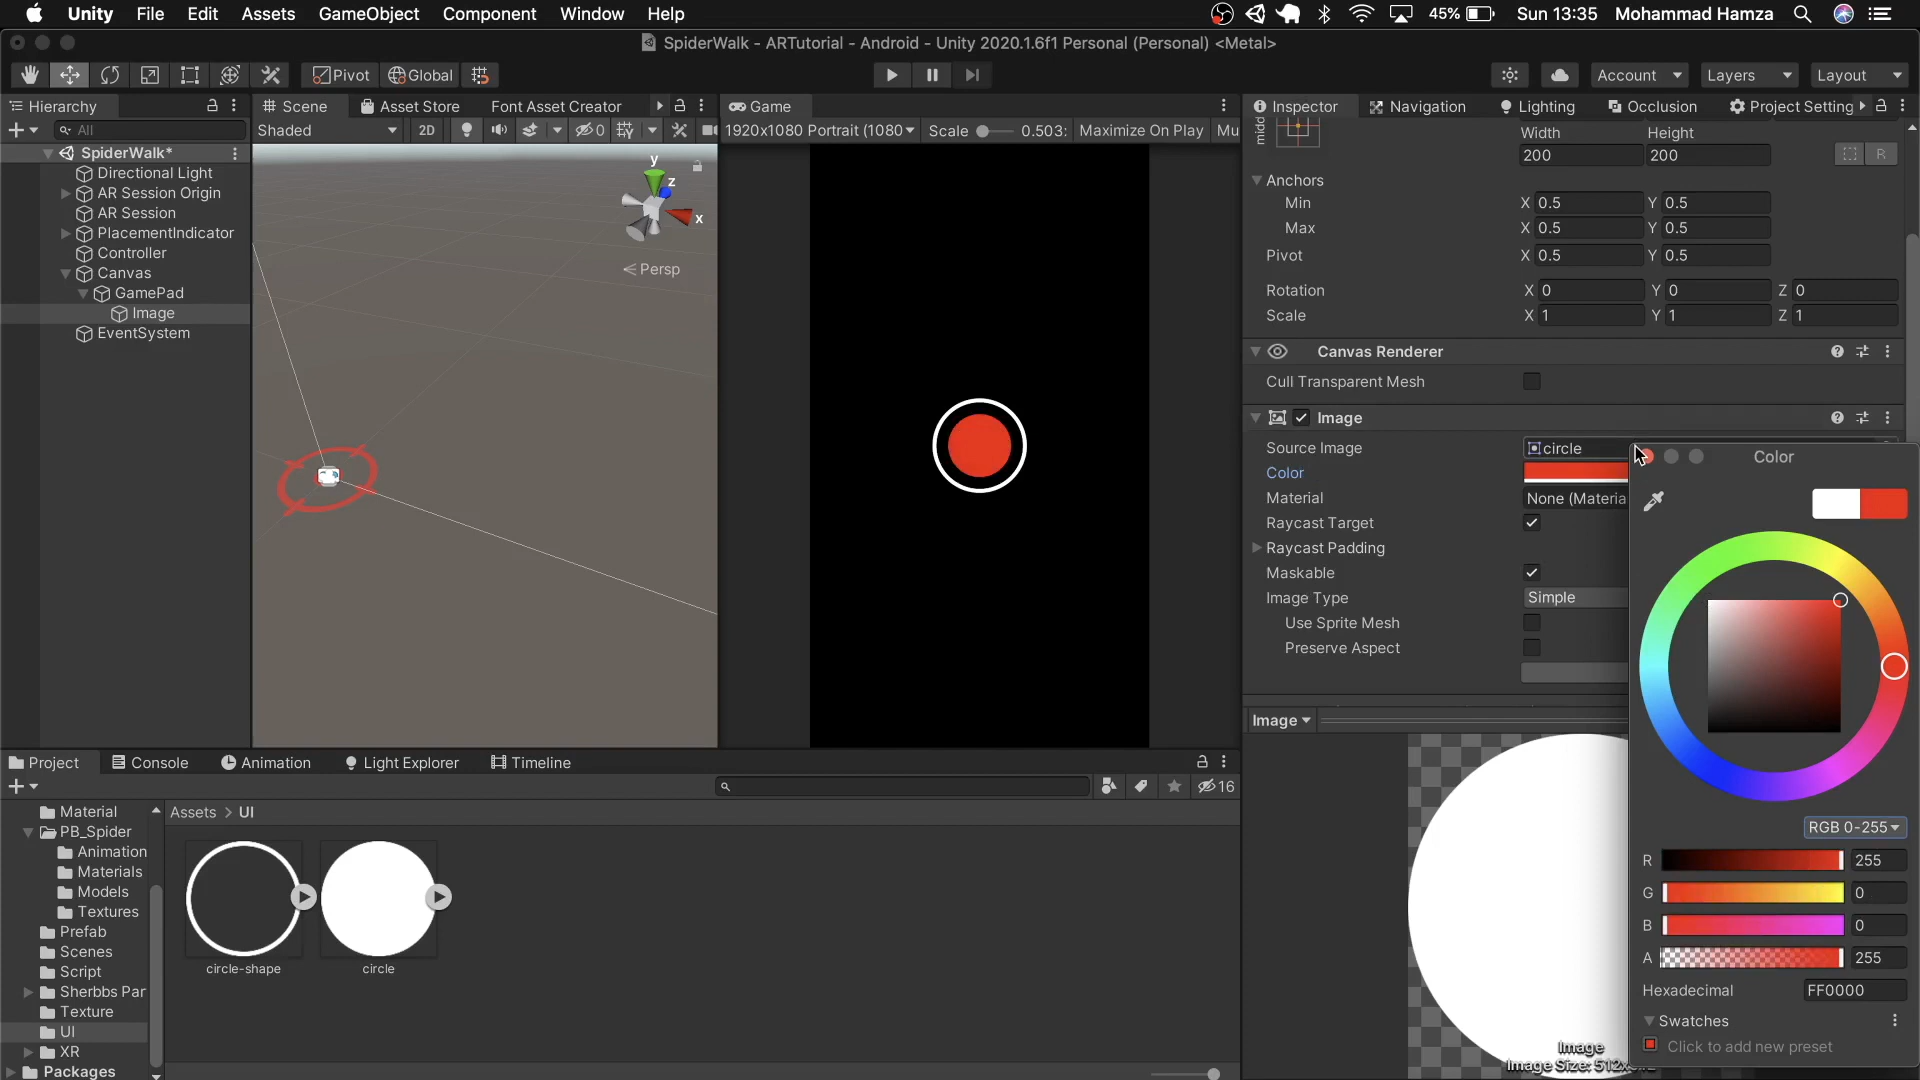 Unity File Edit Assets GameObject Component Window Help 45% Sun 13:35 Mohammad Hamza
SpiderWalk - ARTutorial - Android - Unity 2020.1.6f1 Personal (Personal) <Metal>
Pivot Global Account Layers Layout
Hierarchy Scene Asset Store Font Asset Creator Game Inspector Navigation Lighting Occlusion Project Setting
All Shaded 2D 0 1920x1080 Portrait (1080 Scale 0.503: Maximize On Play Mu
SpiderWalk*
Directional Light
AR Session Origin
AR Session
PlacementIndicator
Controller
Canvas
GamePad
Image
EventSystem
y
z
x
Persp
midd
Width Height
200 200 R
Anchors
Min X 0.5 Y 0.5
Max X 0.5 Y 0.5
Pivot X 0.5 Y 0.5
Rotation X 0 Y 0 Z 0
Scale X 1 Y 1 Z 1
Canvas Renderer
Cull Transparent Mesh
Image
Source Image circle
Color
Material None (Materia
Raycast Target
Raycast Padding
Maskable
Image Type Simple
Use Sprite Mesh
Preserve Aspect
Image
Image
Color
RGB 0-255
R 255
G 0
B 0
A 255
Hexadecimal FF0000
Swatches
Click to add new preset
Project Console Animation Light Explorer Timeline
16
Material
PB_Spider
Animation
Materials
Models
Textures
Prefab
Scenes
Script
Sherbbs Par
Texture
UI
XR
Packages
Assets > UI
circle-shape circle